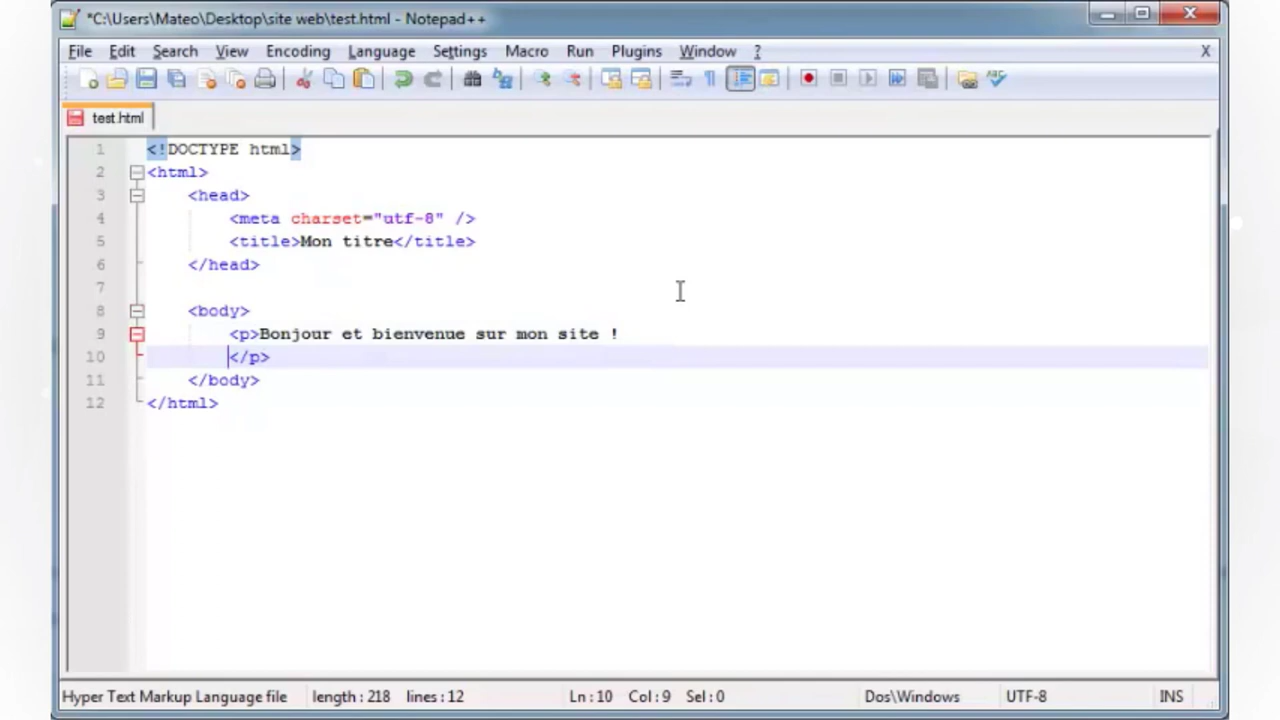 *C:\Users\Mateo\Desktop\site web\test.html - Notepad++
File Edit Search View Encoding Language Settings Macro Run Plugins Window ? X
test.html
1 <!DOCTYPE html>
2 <html>
3 <head>
4 <meta charset="utf-8" />
5 <title>Mon titre</title>
6 </head>
7
8 <body>
9 <p>Bonjour et bienvenue sur mon site !
10 </p>
11 </body>
12 </html>
Hyper Text Markup Language file length : 218 lines : 12 Ln : 10 Col : 9 Sel : 0 Dos\Windows UTF-8 INS